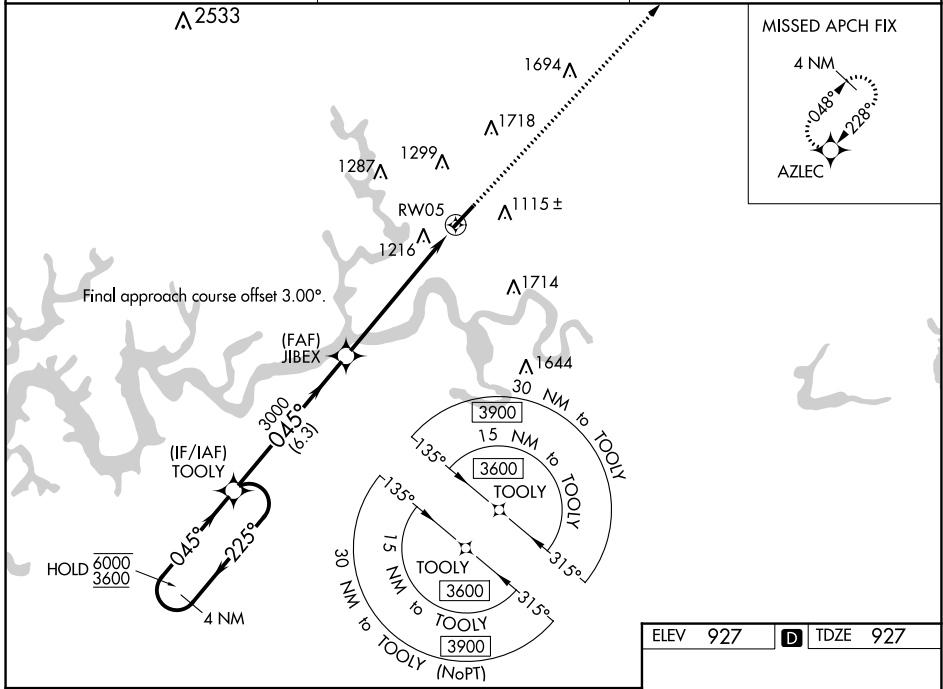 2533
MISSED APCH FIX
4 NM
048°
228°
AZLEC
1694
1718
1299
1287
RW05
1115 ±
1216
Final approach course offset 3.00°.
1714
(FAF)
JIBEX
1644
3000
045°
(6.3)
(IF/IAF)
TOOLY
045°
225°
HOLD 6000
3600
4 NM
30 NM to TOOLY
3900
15 NM to TOOLY
135°
3600
TOOLY
315°
135°
TOOLY
3600
315°
15 NM to TOOLY
3900
30 NM to TOOLY (NoPT)
ELEV 927 D TDZE 927